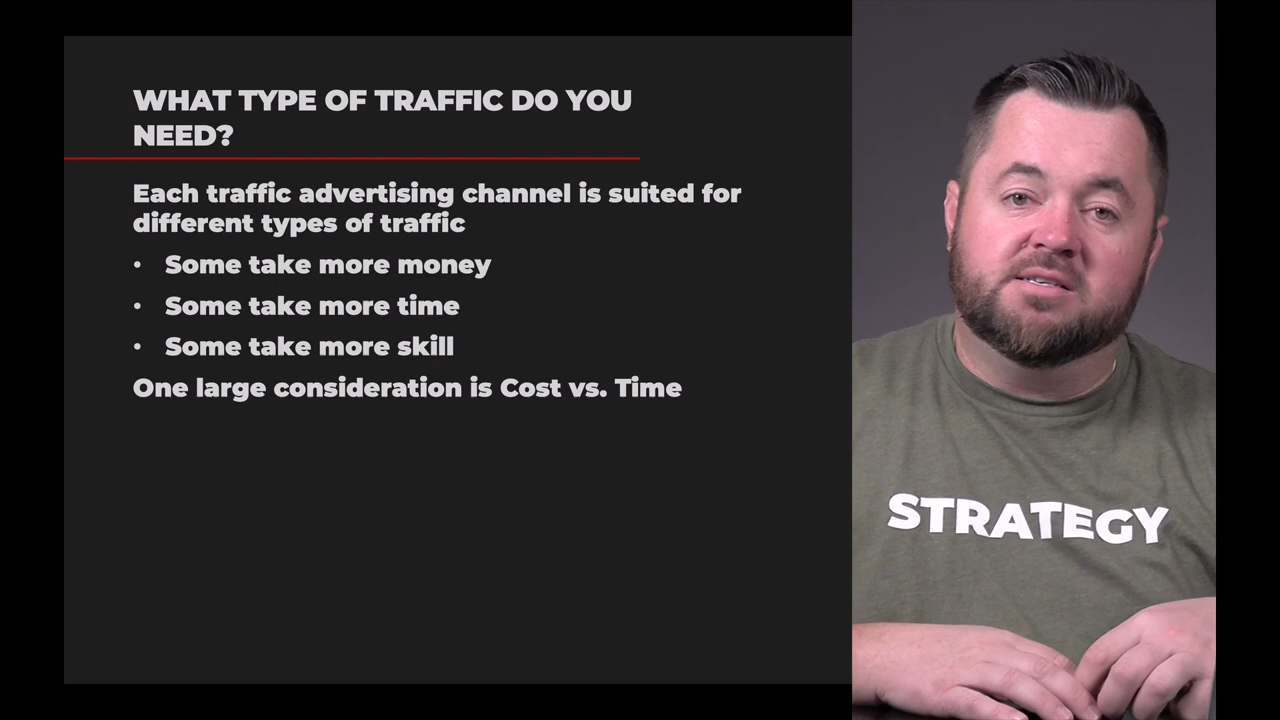 WHAT TYPE OF TRAFFIC DO YOU
NEED?
Each traffic advertising channel is suited for
different types of traffic
• Some take more money
• Some take more time
• Some take more skill
One large consideration is Cost vs. Time
STRATEGY